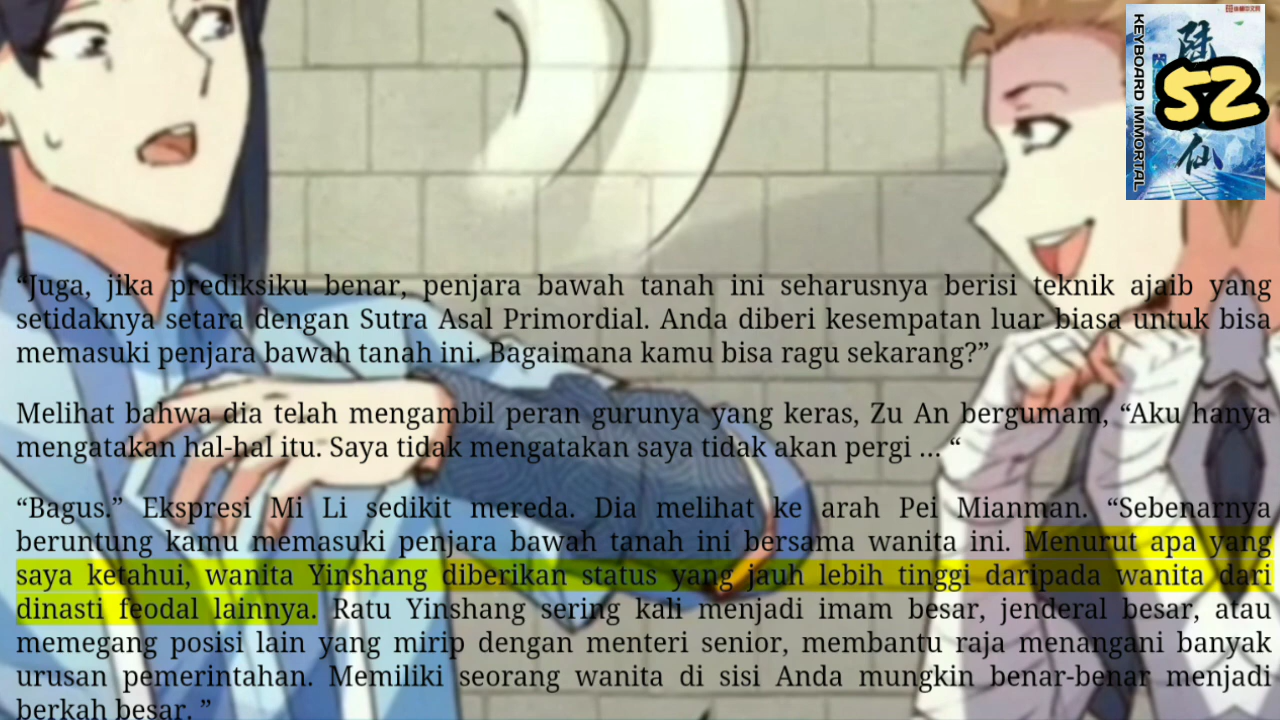 KEYBOARD IMMORTAL
陆
52
仙
“Juga, jika prediksiku benar, penjara bawah tanah ini seharusnya berisi teknik ajaib yang
setidaknya setara dengan Sutra Asal Primordial. Anda diberi kesempatan luar biasa untuk bisa
memasuki penjara bawah tanah ini. Bagaimana kamu bisa ragu sekarang?”
Melihat bahwa dia telah mengambil peran gurunya yang keras, Zu An bergumam, “Aku hanya
mengatakan hal-hal itu. Saya tidak mengatakan saya tidak akan pergi … “
“Bagus.” Ekspresi Mi Li sedikit mereda. Dia melihat ke arah Pei Mianman. “Sebenarnya
beruntung kamu memasuki penjara bawah tanah ini bersama wanita ini. Menurut apa yang
saya ketahui, wanita Yinshang diberikan status yang jauh lebih tinggi daripada wanita dari
dinasti feodal lainnya. Ratu Yinshang sering kali menjadi imam besar, jenderal besar, atau
memegang posisi lain yang mirip dengan menteri senior, membantu raja menangani banyak
urusan pemerintahan. Memiliki seorang wanita di sisi Anda mungkin benar-benar menjadi
berkah besar. ”